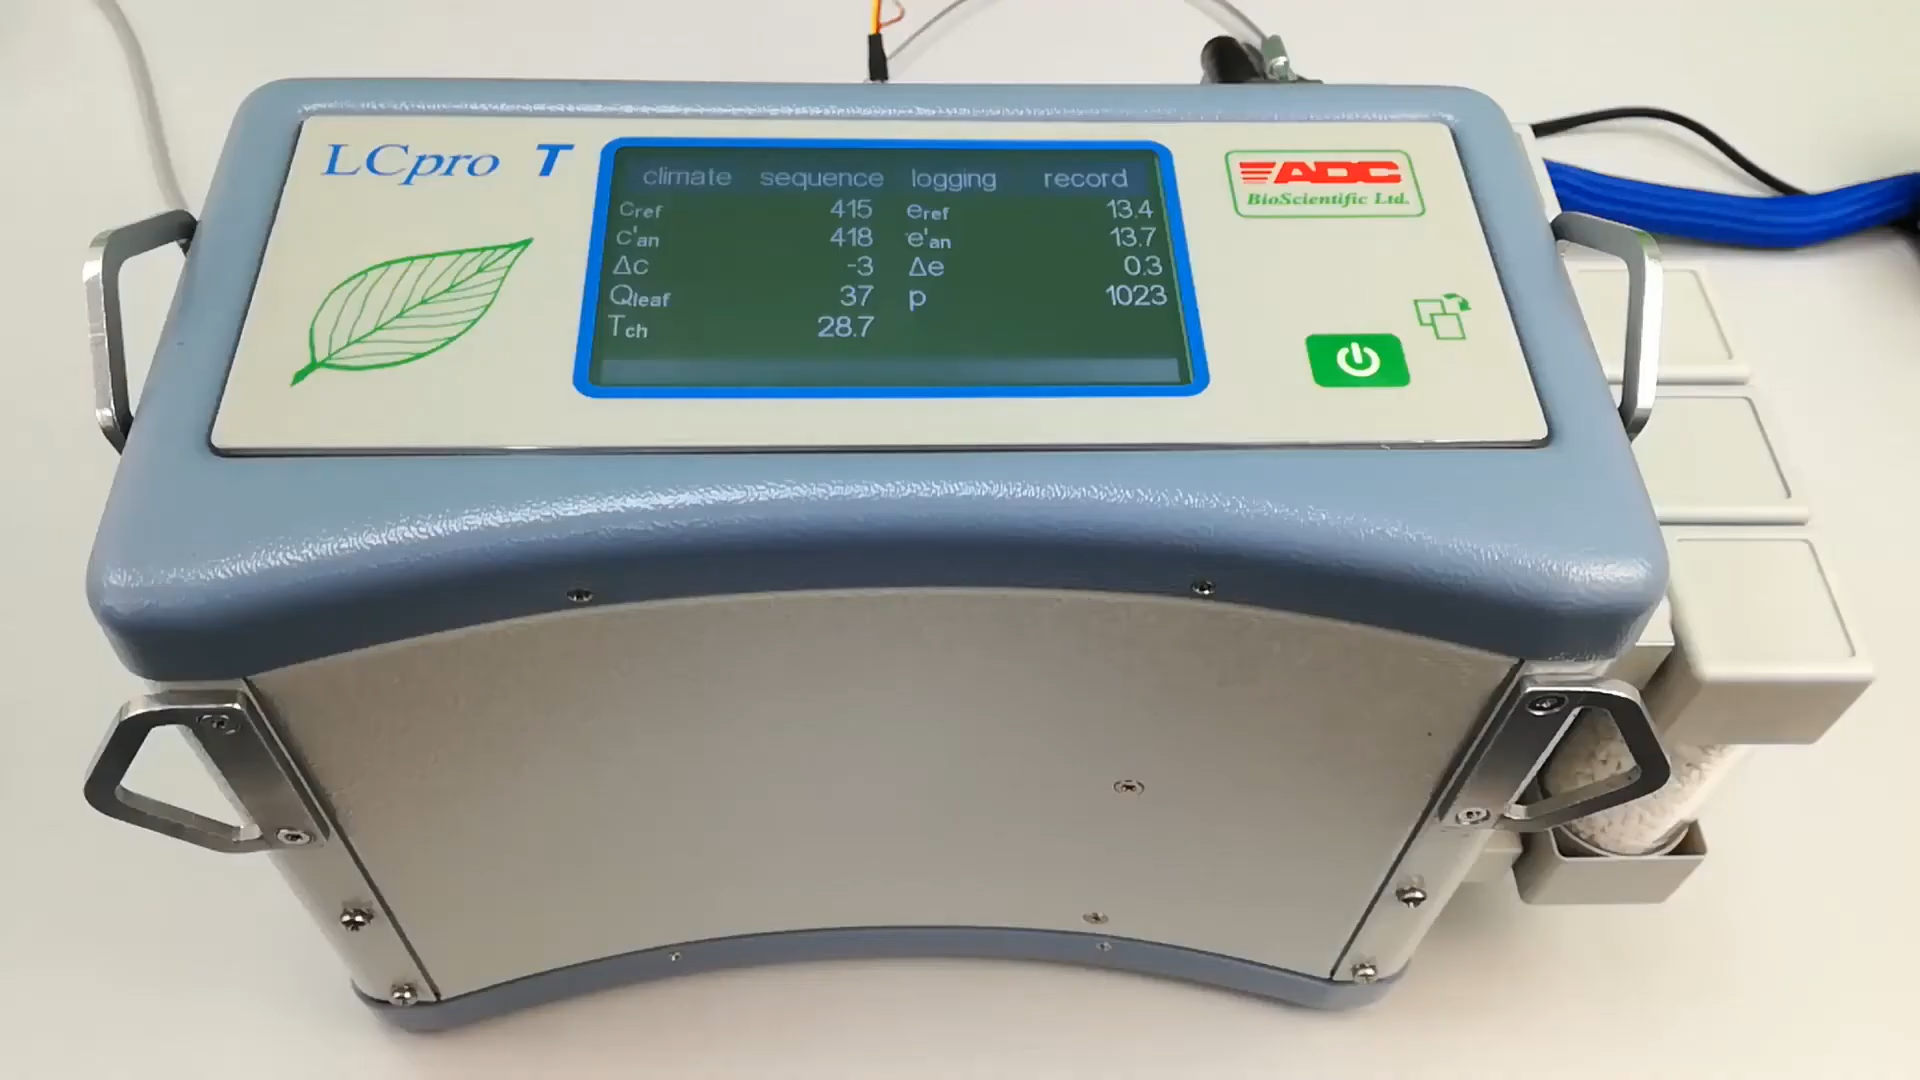 LCpro T
climate sequence logging record
cref 415 eref 13.4
c'an 418 e'an 13.7
Δc -3 Δe 0.3
Qleaf 37 p 1023
Tch 28.7
ADC
BioScientific Ltd.